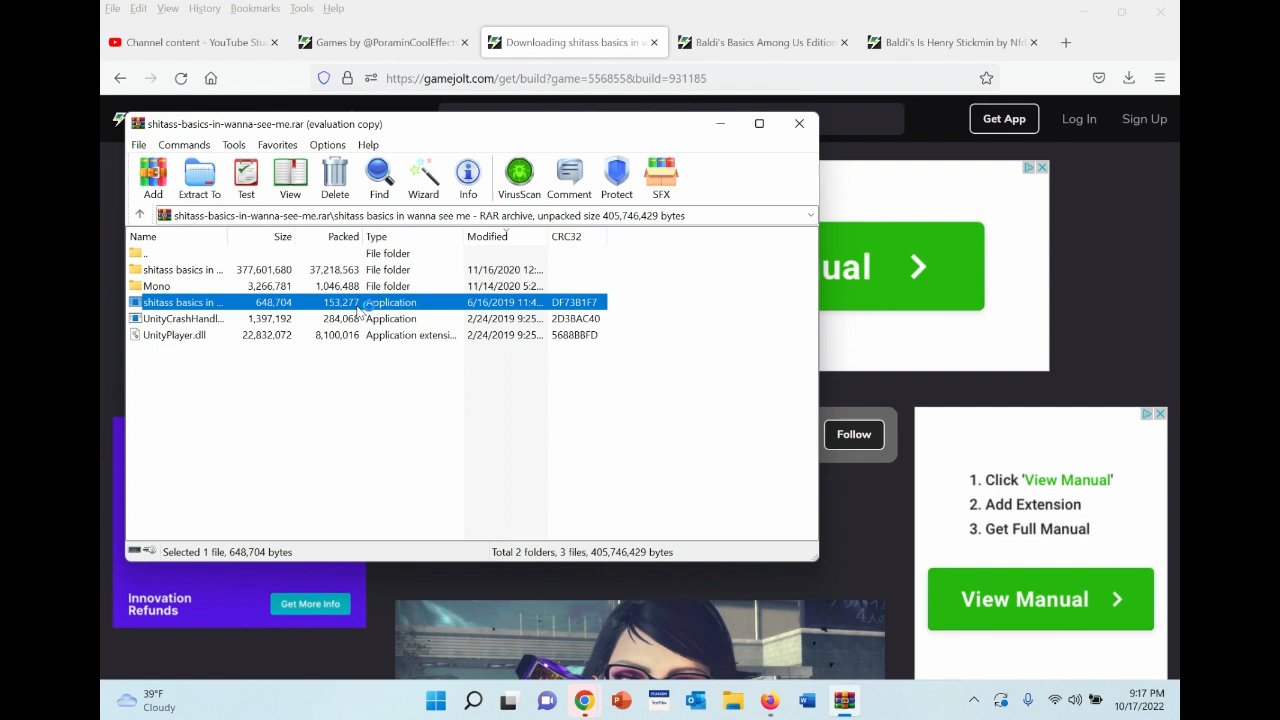 File Edit View History Bookmarks Tools Help
Channel content - YouTube Stu
Games by @PoraminCoolEffect
Downloading shitass basics in w
Baldi's Basics Among Us Edition
Baldi's Is Henry Stickmin by Nfd
https://gamejolt.com/get/build?game=556855&build=931185
Get App Log In Sign Up
shitass-basics-in-wanna-see-me.rar (evaluation copy)
File Commands Tools Favorites Options Help
Add Extract To Test View Delete Find Wizard Info VirusScan Comment Protect SFX
shitass-basics-in-wanna-see-me.rar\shitass basics in wanna see me - RAR archive, unpacked size 405,746,429 bytes
Name Size Packed Type Modified CRC32
.. File folder
shitass basics in ... 377,601,680 37,218,563 File folder 11/16/2020 12:...
Mono 3,266,781 1,046,488 File folder 11/14/2020 5:2...
shitass basics in ... 648,704 153,277 Application 6/16/2019 11:4... DF73B1F7
UnityCrashHandl... 1,397,192 284,068 Application 2/24/2019 9:25... 2D3BAC40
UnityPlayer.dll 22,832,072 8,100,016 Application extensi... 2/24/2019 9:25... 5688BBFD
Selected 1 file, 648,704 bytes
Total 2 folders, 3 files, 405,746,429 bytes
ual
Follow
1. Click 'View Manual'
2. Add Extension
3. Get Full Manual
View Manual
Innovation
Refunds
Get More Info
39°F
Cloudy
9:17 PM
10/17/2022